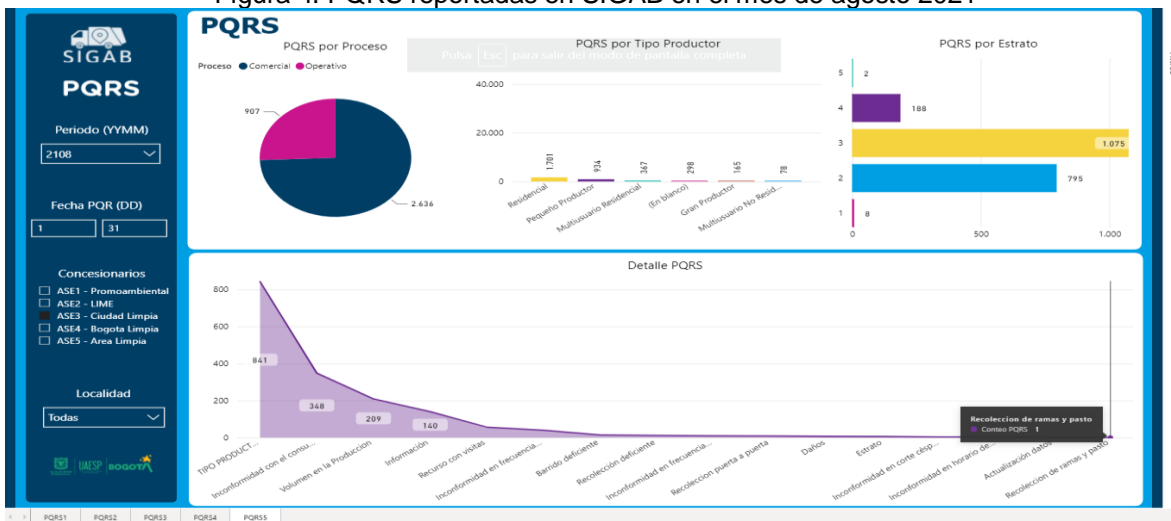 Figura 4. PQRS reportadas en SIGAB en el mes de agosto 2021
SIGAB
PQRS
Periodo (YYMM)
2108
Fecha PQR (DD)
1 31
Concesionarios
ASE1 - Promoambiental
ASE2 - LIME
ASE3 - Ciudad Limpia
ASE4 - Bogota Limpia
ASE5 - Area Limpia
Localidad
Todas
UAESP BOGOTÁ
PQRS
PQRS por Proceso
Proceso Comercial Operativo
907
2.636
Pulsa Esc para salir del modo de pantalla completa
PQRS por Tipo Productor
40.000
20.000
0
1.701
934
367
298
165
78
Residencial
Pequeño Productor
Multiusuario Residencial
(En blanco)
Gran Productor
Multiusuario No Resid...
PQRS por Estrato
5 2
4 188
3 1.075
2 795
1 8
0 500 1.000
Detalle PQRS
800
600
400
200
0
841
348
209
140
Recoleccion de ramas y pasto
Conteo PQRS 1
TIPO PRODUCT...
Inconformidad con el consu...
Volumen en la Produccion
Información
Recurso con visitas
Inconformidad en frecuencia...
Barrido deficiente
Recolección deficiente
Inconformidad en frecuencia...
Recoleccion puerta a puerta
Daños
Estrato
Inconformidad en corte césp...
Inconformidad en horario de...
Actualización datos
Recoleccion de ramas y pasto
PQRS1 PQRS2 PQRS3 PQRS4 PQRS5